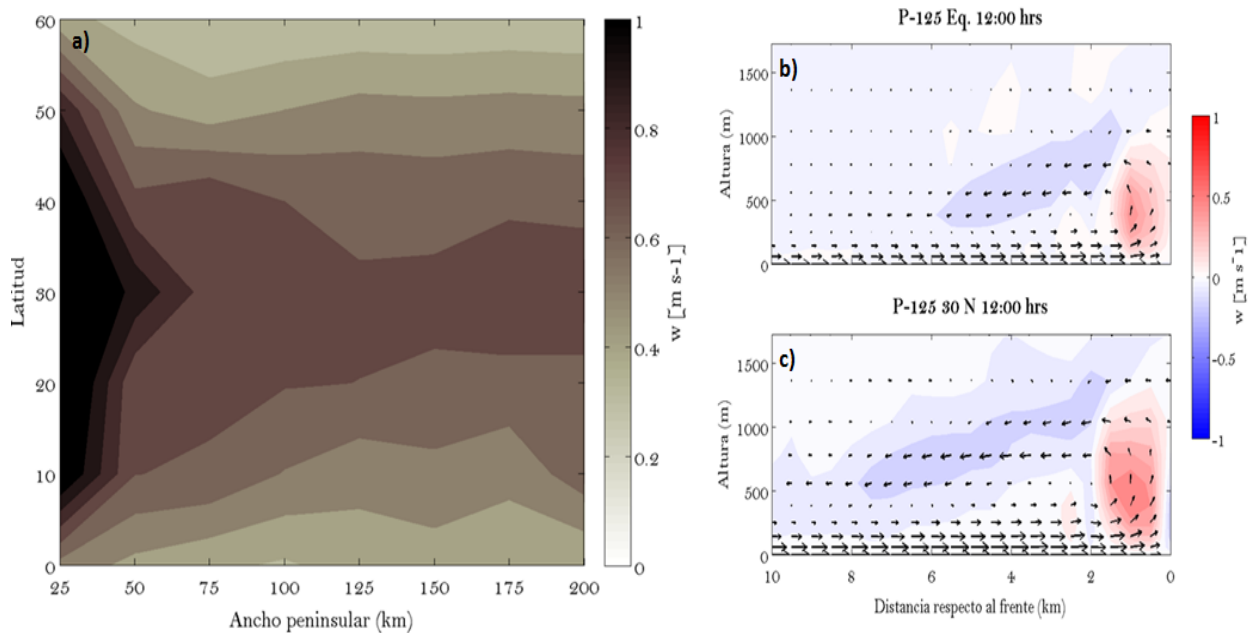 a)
60
50
40
30
20
10
0
Latitud
25 50 75 100 125 150 175 200
Ancho peninsular (km)
1
0.8
0.6
0.4
0.2
0
w [m s-1]
P-125 Eq. 12:00 hrs
b)
1500
1000
500
0
Altura (m)
P-125 30 N 12:00 hrs
c)
1500
1000
500
0
Altura (m)
10 8 6 4 2 0
Distancia respecto al frente (km)
1
0.5
0
-0.5
-1
w [m s⁻1]